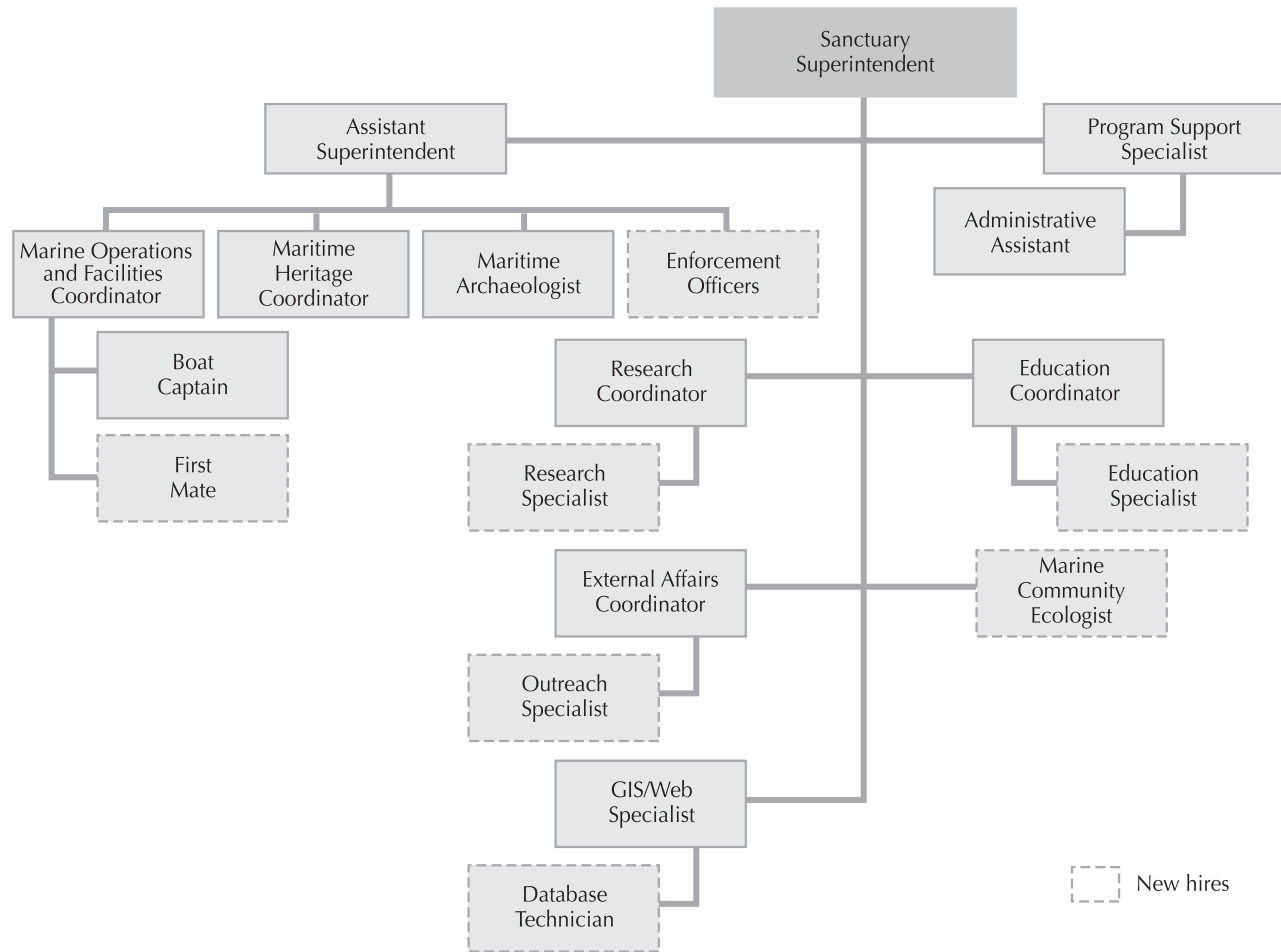 Sanctuary
Superintendent
Assistant
Superintendent
Program Support
Specialist
Administrative
Assistant
Marine Operations
and Facilities
Coordinator
Maritime
Heritage
Coordinator
Maritime
Archaeologist
Enforcement
Officers
Boat
Captain
First
Mate
Research
Coordinator
Education
Coordinator
Research
Specialist
Education
Specialist
External Affairs
Coordinator
Marine
Community
Ecologist
Outreach
Specialist
GIS/Web
Specialist
Database
Technician
New hires